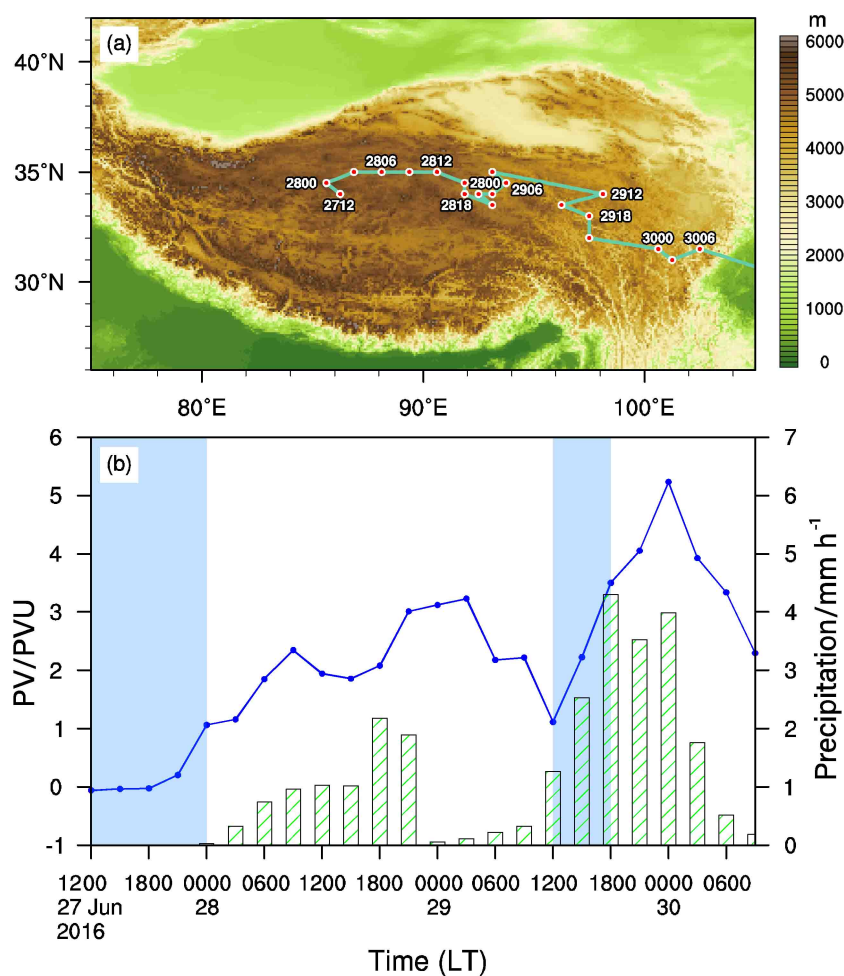 (a)
m
40°N
35°N
30°N
80°E
90°E
100°E
6000
5000
4000
3000
2000
1000
0
2806
2812
2800
2712
2800
2906
2818
2912
2918
3000
3006
(b)
PV/PVU
6
5
4
3
2
1
0
-1
7
6
5
4
3
2
1
0
Precipitation/mm h⁻¹
1200 1800 0000 0600 1200 1800 0000 0600 1200 1800 0000 0600
27 Jun 28 29 30
2016
Time (LT)